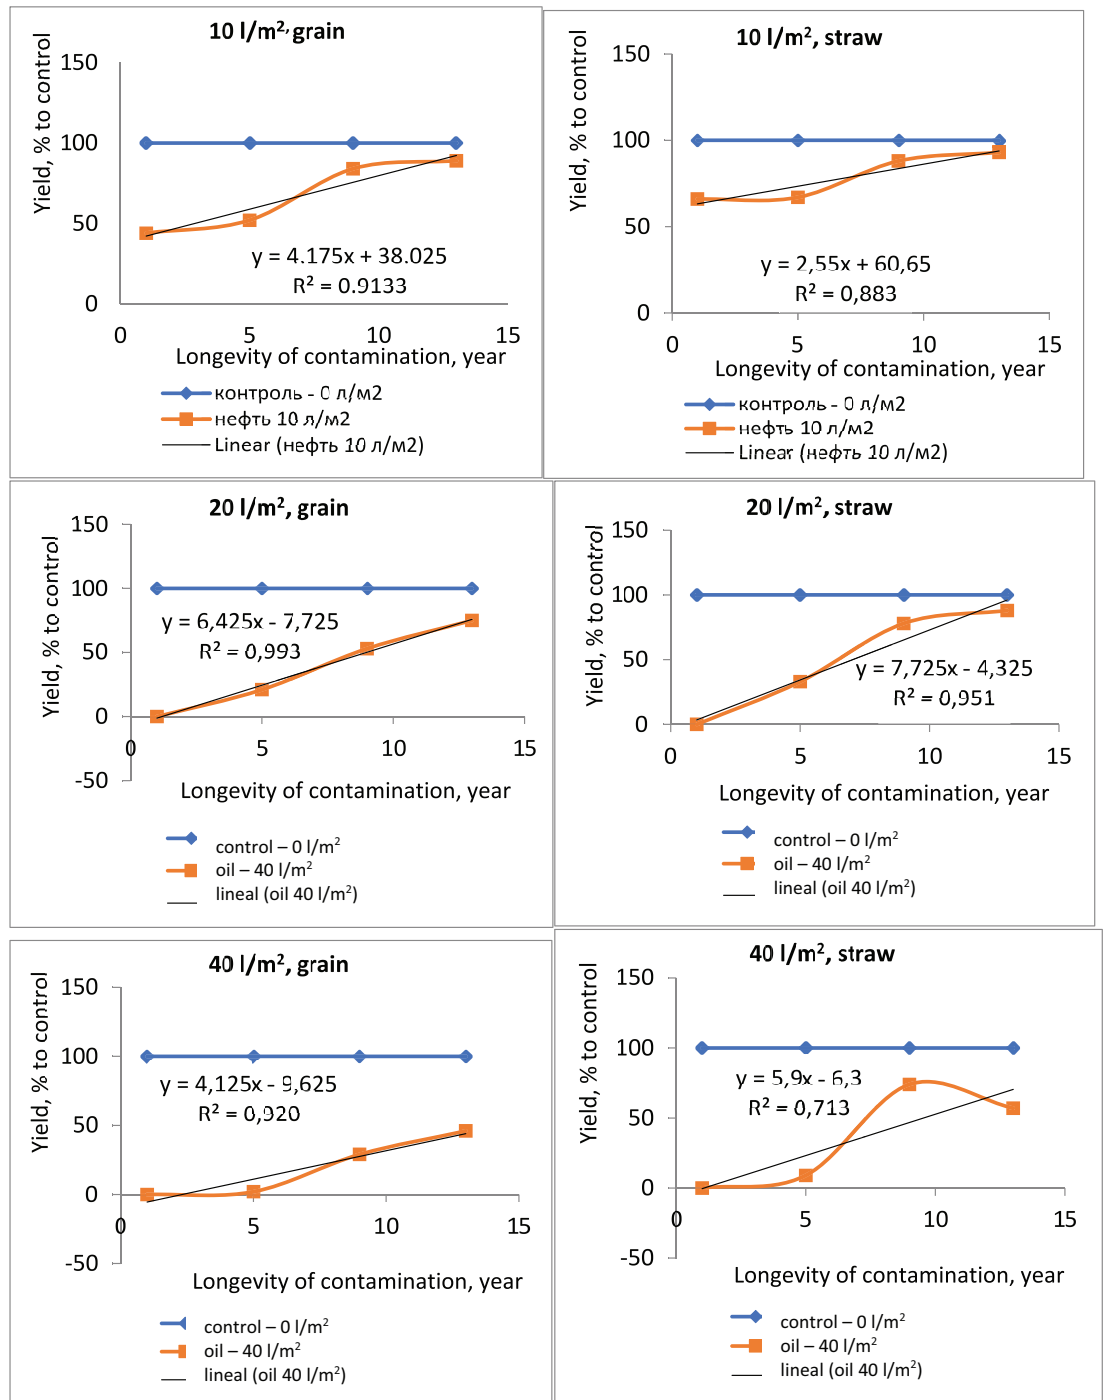 10 l/m², grain
Yield, % to control
150
100
50
0
y = 4.175x + 38.025
R² = 0.9133
0 5 10 15
Longevity of contamination, year
контроль - 0 л/м2
нефть 10 л/м2
Linear (нефть 10 л/м2)
10 l/m², straw
Yield, % to control
150
100
50
0
y = 2,55x + 60,65
R² = 0,883
0 5 10 15
Longevity of contamination, year
контроль - 0 л/м2
нефть 10 л/м2
Linear (нефть 10 л/м2)
20 l/m², grain
Yield, % to control
150
100
50
0
-50
y = 6,425x - 7,725
R² = 0,993
0 5 10 15
Longevity of contamination, year
control – 0 l/m²
oil – 40 l/m²
lineal (oil 40 l/m²)
20 l/m², straw
Yield, % to control
150
100
50
0
y = 7,725x - 4,325
R² = 0,951
0 5 10 15
Longevity of contamination, year
control – 0 l/m²
oil – 40 l/m²
lineal (oil 40 l/m²)
40 l/m², grain
Yield, % to control
150
100
50
0
-50
y = 4,125x - 9,625
R² = 0,920
0 5 10 15
Longevity of contamination, year
control – 0 l/m²
oil – 40 l/m²
lineal (oil 40 l/m²)
40 l/m², straw
Yield, % to control
150
100
50
0
-50
y = 5,9x - 6,3
R² = 0,713
0 5 10 15
Longevity of contamination, year
control – 0 l/m²
oil – 40 l/m²
lineal (oil 40 l/m²)